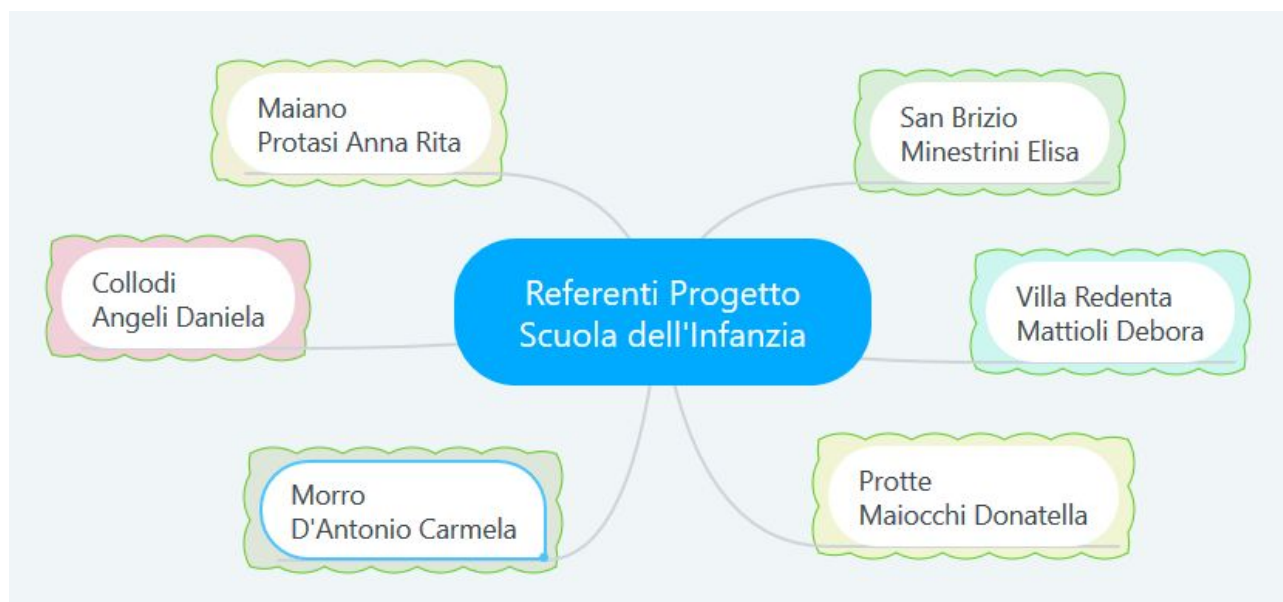 Maiano
Protasi Anna Rita
San Brizio
Minestrini Elisa
Collodi
Angeli Daniela
Referenti Progetto
Scuola dell'Infanzia
Villa Redenta
Mattioli Debora
Morro
D'Antonio Carmela
Protte
Maiocchi Donatella